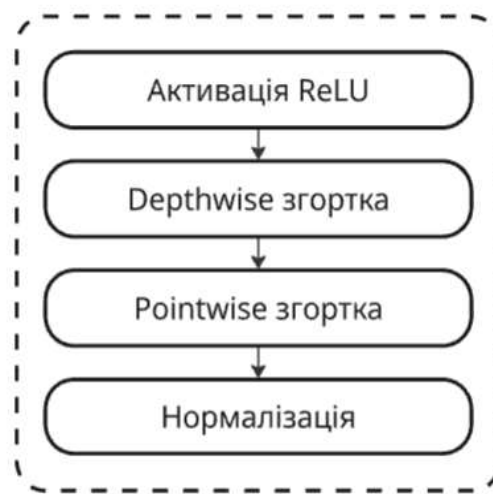 Активація ReLU
Depthwise згортка
Pointwise згортка
Нормалізація